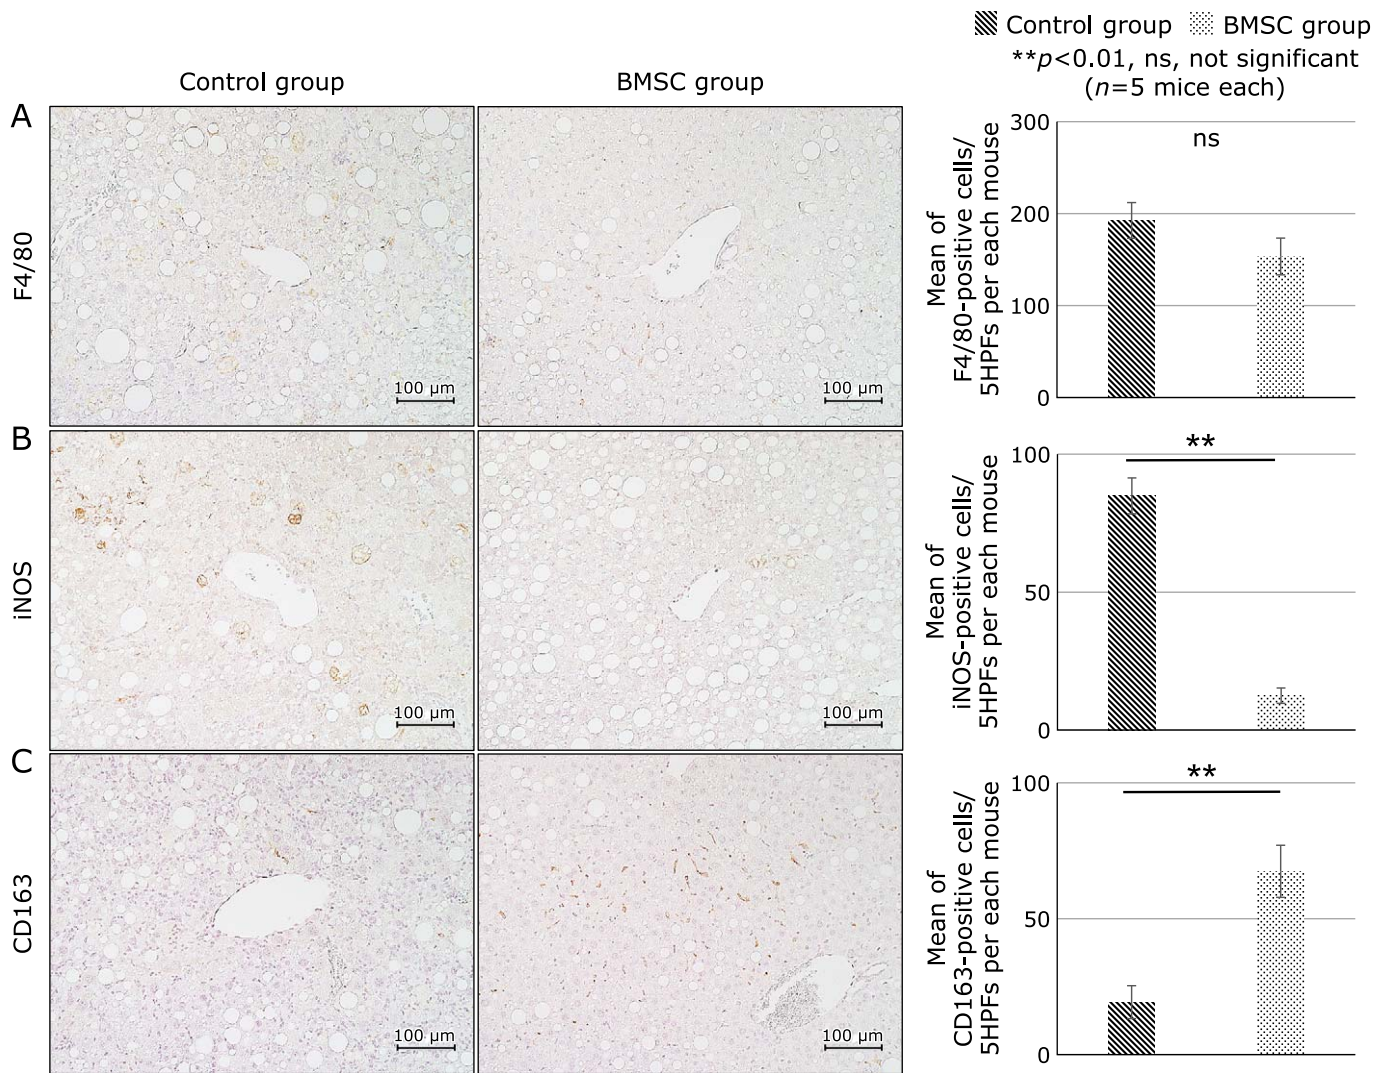 Control group BMSC group
**p<0.01, ns, not significant
(n=5 mice each)
Control group
BMSC group
A
F4/80
100 µm
100 µm
Mean of
F4/80-positive cells/
5HPFs per each mouse
300
200
100
0
ns
B
iNOS
100 µm
100 µm
Mean of
iNOS-positive cells/
5HPFs per each mouse
100
50
0
**
C
CD163
100 µm
100 µm
Mean of
CD163-positive cells/
5HPFs per each mouse
100
50
0
**